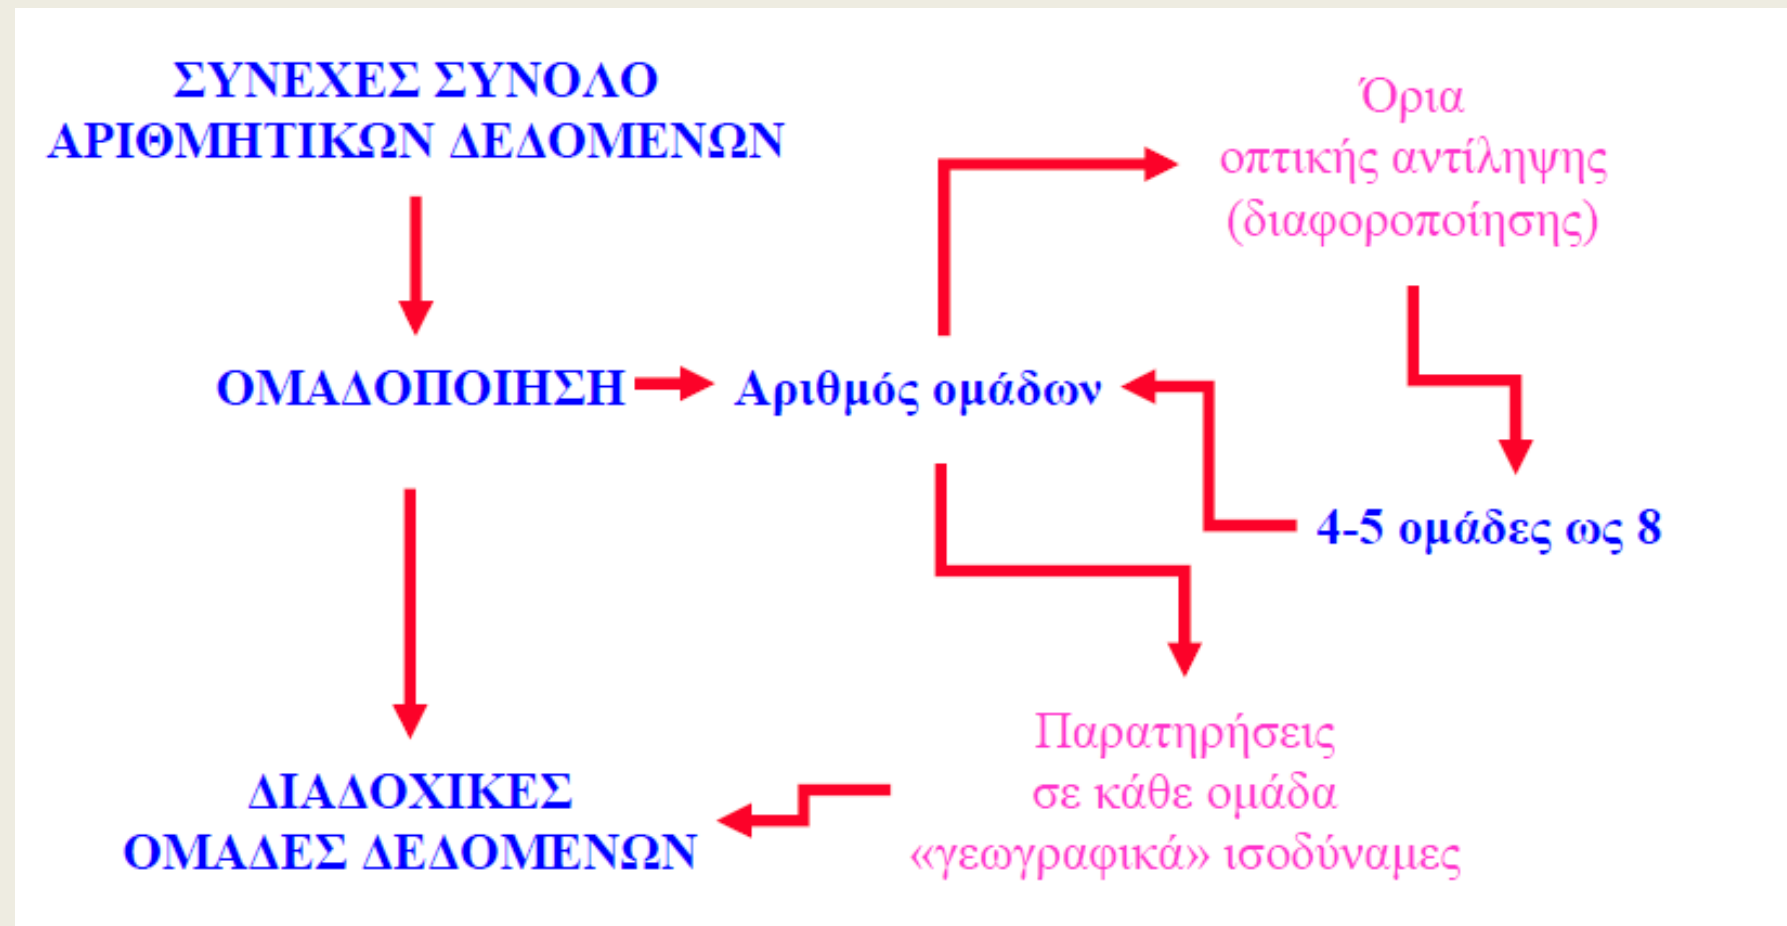 ΣΥΝΕΧΕΣ ΣΥΝΟΛΟ
ΑΡΙΘΜΗΤΙΚΩΝ ΔΕΔΟΜΕΝΩΝ
Όρια
οπτικής αντίληψης
(διαφοροποίησης)
ΟΜΑΔΟΠΟΙΗΣΗ
Αριθμός ομάδων
4-5 ομάδες ως 8
Παρατηρήσεις
σε κάθε ομάδα
«γεωγραφικά» ισοδύναμες
ΔΙΑΔΟΧΙΚΕΣ
ΟΜΑΔΕΣ ΔΕΔΟΜΕΝΩΝ